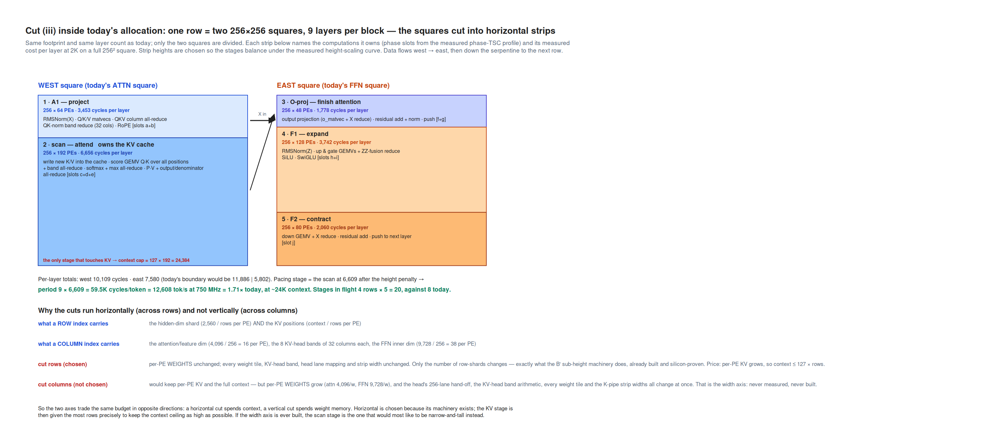 Cut (iii) inside today's allocation: one row = two 256×256 squares, 9 layers per block — the squares cut into horizontal strips
Same footprint and same layer count as today; only the two squares are divided. Each strip below names the computations it owns (phase slots from the measured phase-TSC profile) and its measured
cost per layer at 2K on a full 256² square. Strip heights are chosen so the stages balance under the measured height-scaling curve. Data flows west → east, then down the serpentine to the next row.
WEST square (today's ATTN square)
1 · A1 — project
256 × 64 PEs · 3,453 cycles per layer
RMSNorm(X) · Q/K/V matvecs · QKV column all-reduce
QK-norm band reduce (32 cols) · RoPE [slots a+b]
2 · scan — attend owns the KV cache
256 × 192 PEs · 6,656 cycles per layer
write new K/V into the cache · score GEMV Q·K over all positions
+ band all-reduce · softmax + max all-reduce · P·V + output/denominator
all-reduce [slots c+d+e]
the only stage that touches KV → context cap = 127 × 192 = 24,384
X in
EAST square (today's FFN square)
3 · O-proj — finish attention
256 × 48 PEs · 1,778 cycles per layer
output projection (o_matvec + X reduce) · residual add + norm · push [f+g]
4 · F1 — expand
256 × 128 PEs · 3,742 cycles per layer
RMSNorm(Z) · up & gate GEMVs + ZZ-fusion reduce
SiLU · SwiGLU [slots h+i]
5 · F2 — contract
256 × 80 PEs · 2,060 cycles per layer
down GEMV + X reduce · residual add · push to next layer
[slot j]
Per-layer totals: west 10,109 cycles · east 7,580 (today's boundary would be 11,886 | 5,802). Pacing stage = the scan at 6,609 after the height penalty →
period 9 × 6,609 = 59.5K cycles/token = 12,608 tok/s at 750 MHz = 1.71× today, at ~24K context. Stages in flight 4 rows × 5 = 20, against 8 today.
Why the cuts run horizontally (across rows) and not vertically (across columns)
what a ROW index carries the hidden-dim shard (2,560 / rows per PE) AND the KV positions (context / rows per PE)
what a COLUMN index carries the attention/feature dim (4,096 / 256 = 16 per PE), the 8 KV-head bands of 32 columns each, the FFN inner dim (9,728 / 256 = 38 per PE)
cut rows (chosen) per-PE WEIGHTS unchanged; every weight tile, KV-head band, head lane mapping and strip width unchanged. Only the number of row-shards changes — exactly what the B′ sub-height machinery does, already built and silicon-proven. Price: per-PE KV grows, so context ≤ 127 × rows.
cut columns (not chosen) would keep per-PE KV and the full context — but per-PE WEIGHTS grow (attn 4,096/w, FFN 9,728/w), and the head's 256-lane hand-off, the KV-head band arithmetic, every weight tile and the K-pipe strip widths all change at once. That is the width axis: never measured, never built.
So the two axes trade the same budget in opposite directions: a horizontal cut spends context, a vertical cut spends weight memory. Horizontal is chosen because its machinery exists; the KV stage is
then given the most rows precisely to keep the context ceiling as high as possible. If the width axis is ever built, the scan stage is the one that would most like to be narrow-and-tall instead.